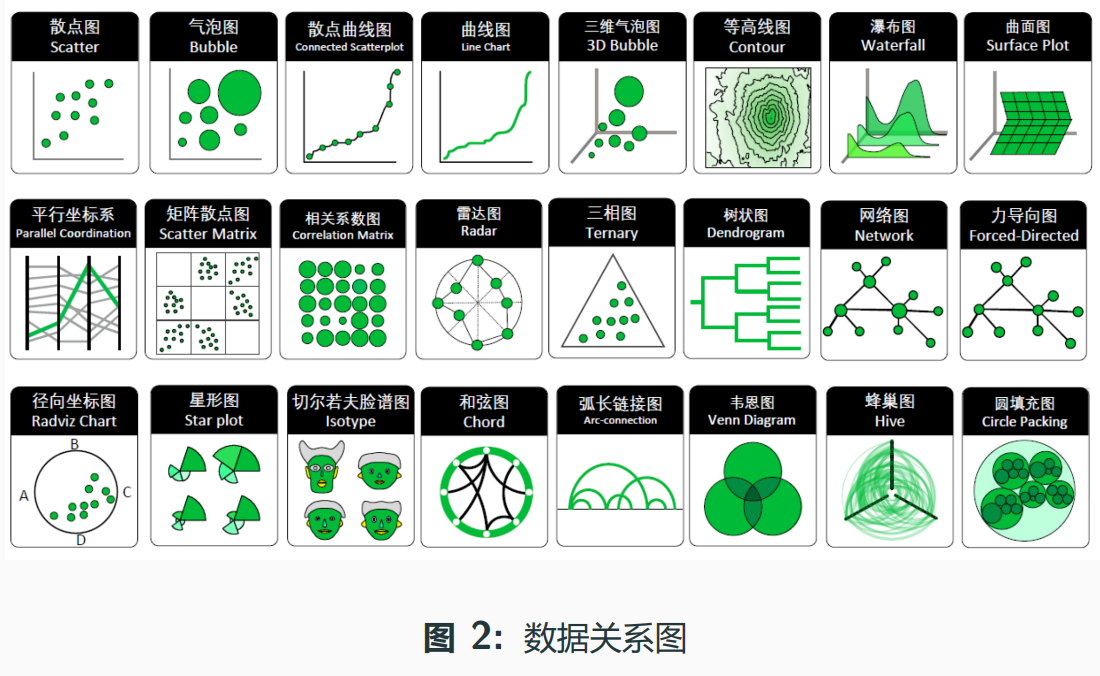 散点图
Scatter
气泡图
Bubble
散点曲线图
Connected Scatterplot
曲线图
Line Chart
三维气泡图
3D Bubble
等高线图
Contour
瀑布图
Waterfall
曲面图
Surface Plot
平行坐标系
Parallel Coordination
矩阵散点图
Scatter Matrix
相关系数图
Correlation Matrix
雷达图
Radar
三相图
Ternary
树状图
Dendrogram
网络图
Network
力导向图
Forced-Directed
径向坐标图
Radviz Chart
B
A
C
D
星形图
Star plot
切尔若夫脸谱图
Isotype
和弦图
Chord
弧长链接图
Arc-connection
韦恩图
Venn Diagram
蜂巢图
Hive
圆填充图
Circle Packing
图 2: 数据关系图